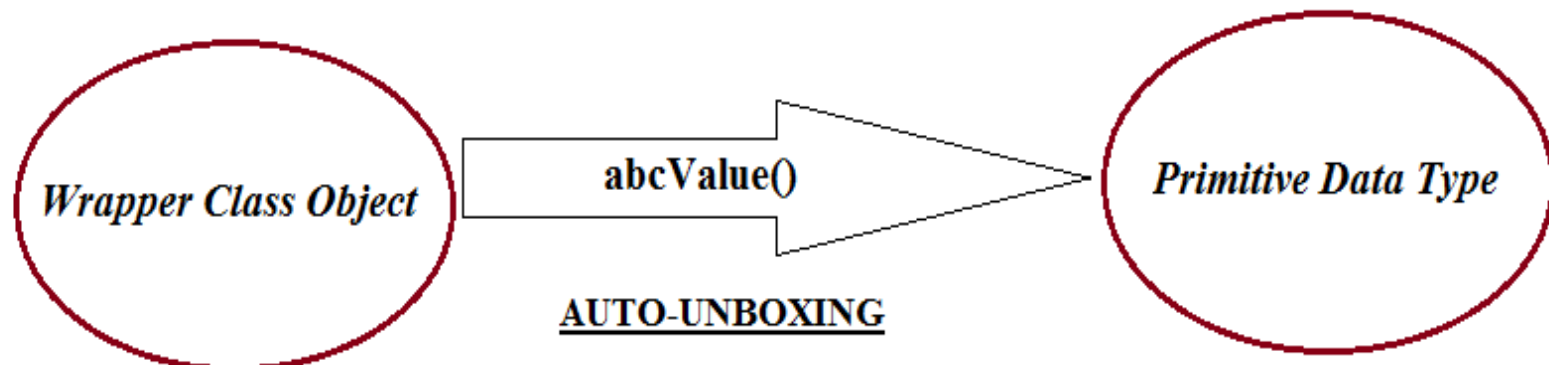 Wrapper Class Object
abcValue()
Primitive Data Type
AUTO-UNBOXING